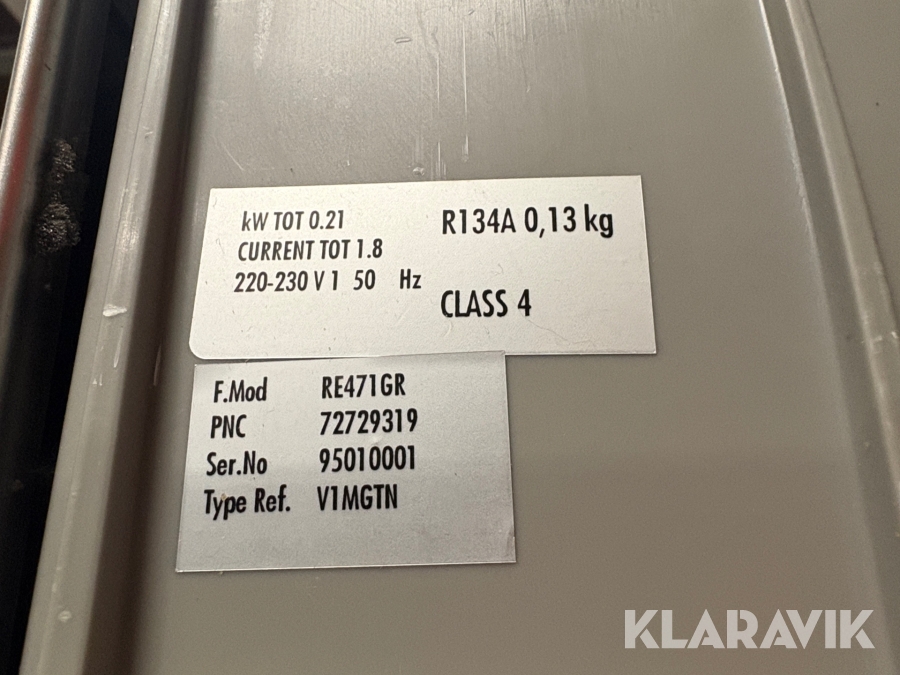 kW TOT 0.21
CURRENT TOT 1.8
220-230 V 1 50 Hz
R134A 0,13 kg
CLASS 4
F.Mod RE471GR
PNC 72729319
Ser.No 95010001
Type Ref. V1MGTN
KLARAVIK